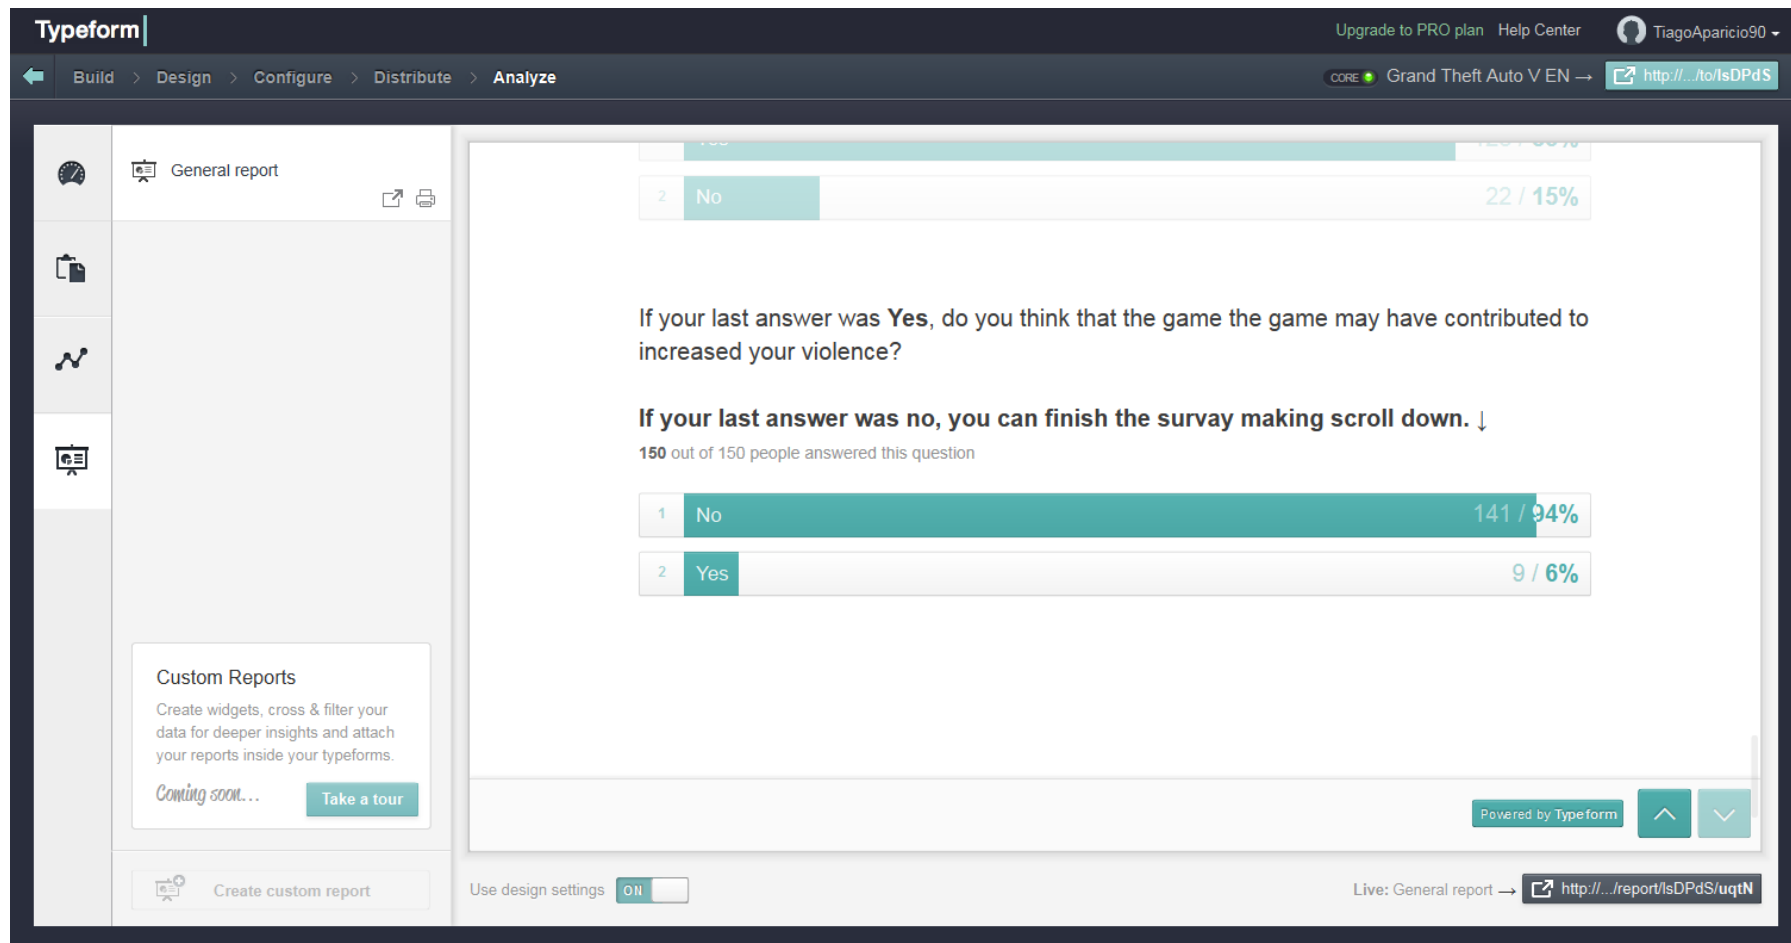 Typeform
Upgrade to PRO plan Help Center TiagoAparicio90
Build > Design > Configure > Distribute > Analyze
CORE Grand Theft Auto V EN → http://.../to/IsDPdS
General report
Yes
2 No 22 / 15%
If your last answer was Yes, do you think that the game the game may have contributed to
increased your violence?
If your last answer was no, you can finish the survay making scroll down. ↓
150 out of 150 people answered this question
1 No 141 / 94%
2 Yes 9 / 6%
Custom Reports
Create widgets, cross & filter your
data for deeper insights and attach
your reports inside your typeforms.
Coming soon...
Take a tour
Powered by Typeform
Create custom report
Use design settings ON
Live: General report → http://.../report/IsDPdS/uqtN